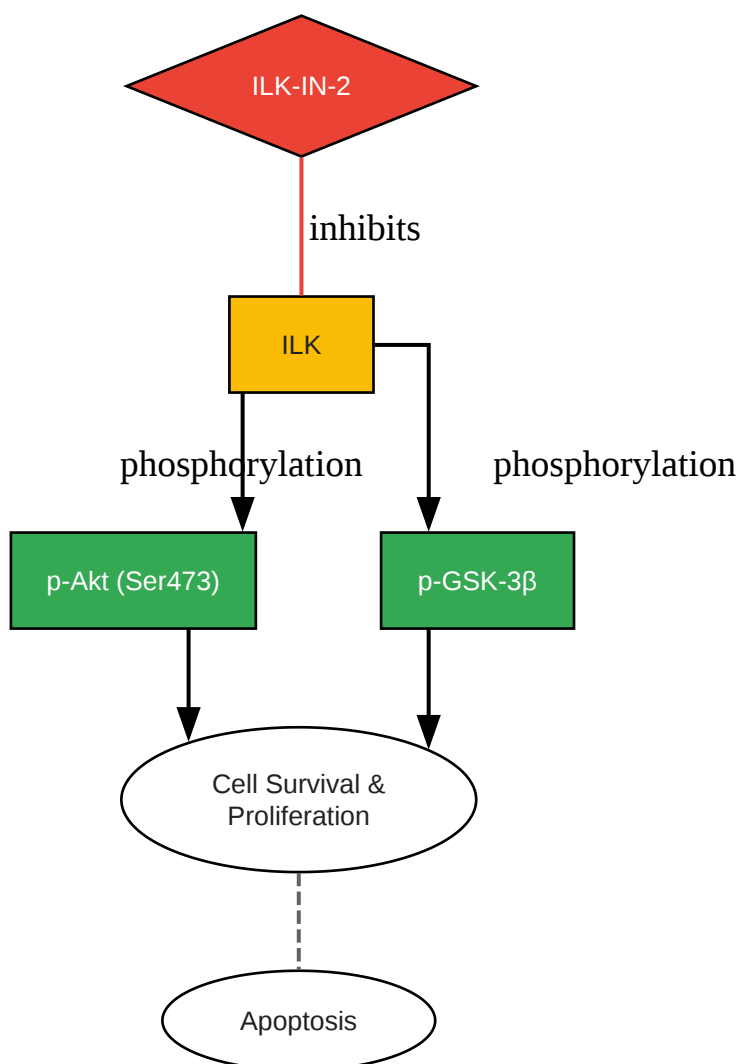 ILK-IN-2
inhibits
ILK
phosphorylation
phosphorylation
p-Akt (Ser473)
p-GSK-3β
Cell Survival &
Proliferation
Apoptosis